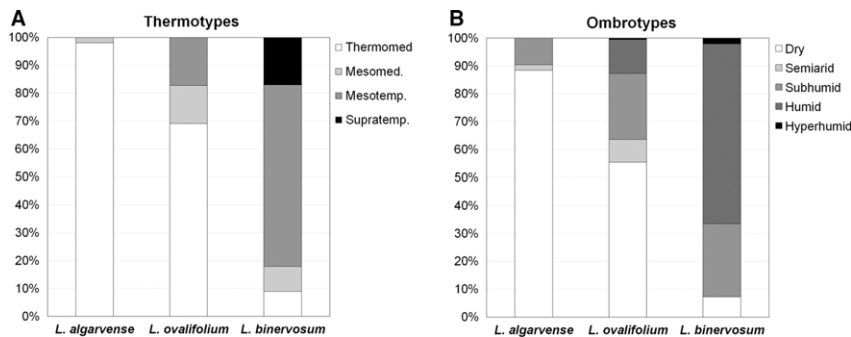 A
Thermotypes
100%
90%
80%
70%
60%
50%
40%
30%
20%
10%
0%
L. algarvense L. ovalifolium L. binervosum
Thermomed
Mesomed.
Mesotemp.
Supratemp.
B
Ombrotypes
100%
90%
80%
70%
60%
50%
40%
30%
20%
10%
0%
L. algarvense L. ovalifolium L. binervosum
Dry
Semiarid
Subhumid
Humid
Hyperhumid